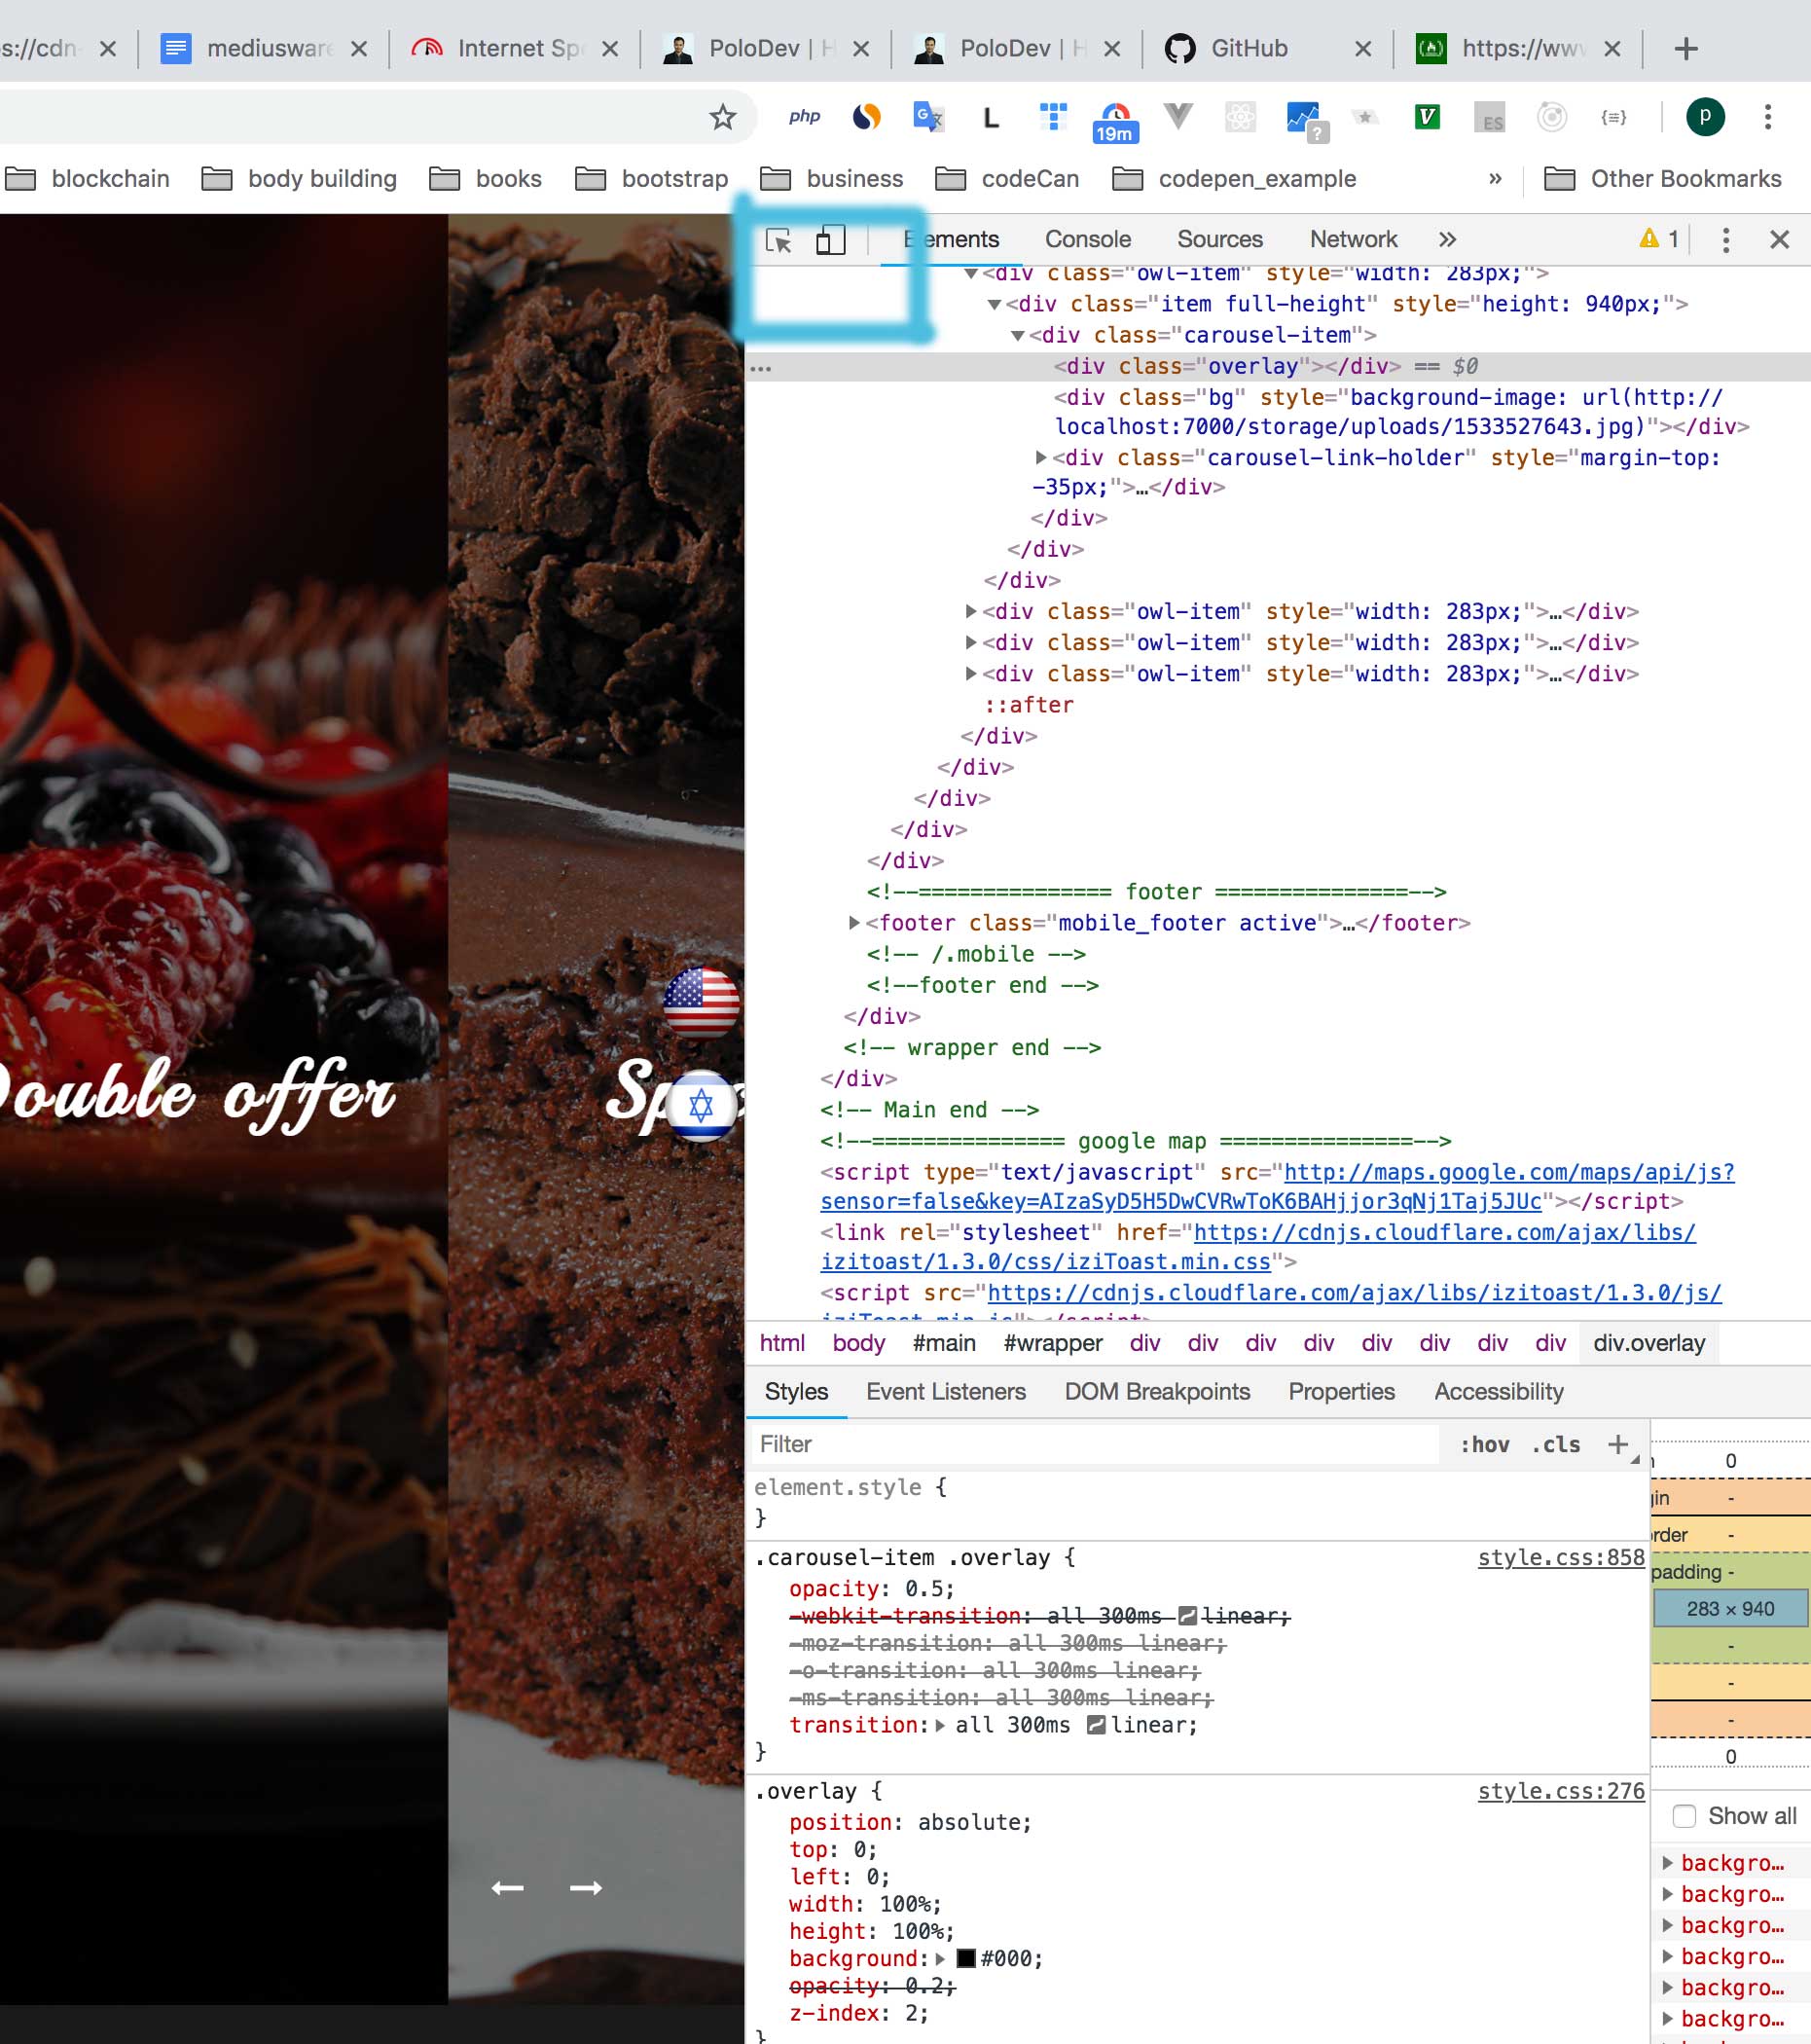 s://cdn-
mediusware
Internet Sp
PoloDev | H
PoloDev | H
GitHub
https://ww
php
L
19m
?
V
ES
{≡}
p
blockchain
body building
books
bootstrap
business
codeCan
codepen_example
»
Other Bookmarks
Elements
Console
Sources
Network
»
1
<div class="owl-item" style="width: 283px;">
<div class="item full-height" style="height: 940px;">
<div class="carousel-item">
<div class="overlay"></div> == $0
<div class="bg" style="background-image: url(http://
localhost:7000/storage/uploads/1533527643.jpg)"></div>
<div class="carousel-link-holder" style="margin-top:
-35px;">…</div>
</div>
</div>
</div>
<div class="owl-item" style="width: 283px;">…</div>
<div class="owl-item" style="width: 283px;">…</div>
<div class="owl-item" style="width: 283px;">…</div>
::after
</div>
</div>
</div>
</div>
</div>
<!--=============== footer ===============-->
<footer class="mobile_footer active">…</footer>
<!-- /.mobile -->
<!--footer end -->
</div>
<!-- wrapper end -->
</div>
<!-- Main end -->
<!--=============== google map ===============-->
<script type="text/javascript" src="http://maps.google.com/maps/api/js?
sensor=false&key=AIzaSyD5H5DwCVRwToK6BAHjjor3qNj1Taj5JUc"></script>
<link rel="stylesheet" href="https://cdnjs.cloudflare.com/ajax/libs/
izitoast/1.3.0/css/iziToast.min.css">
<script src="https://cdnjs.cloudflare.com/ajax/libs/izitoast/1.3.0/js/
iziToast.min.js"></script>
Double offer
Sp
html body #main #wrapper div div div div div div div div div.overlay
Styles
Event Listeners
DOM Breakpoints
Properties
Accessibility
Filter
:hov .cls +
element.style {
}
.carousel-item .overlay {
style.css:858
opacity: 0.5;
-webkit-transition: all 300ms linear;
-moz-transition: all 300ms linear;
-o-transition: all 300ms linear;
-ms-transition: all 300ms linear;
transition: all 300ms linear;
}
.overlay {
style.css:276
position: absolute;
top: 0;
left: 0;
width: 100%;
height: 100%;
background: #000;
opacity: 0.2;
z-index: 2;
}
0
gin -
rder -
padding -
283 × 940
-
-
-
0
Show all
backgro…
backgro…
backgro…
backgro…
backgro…
backgro…